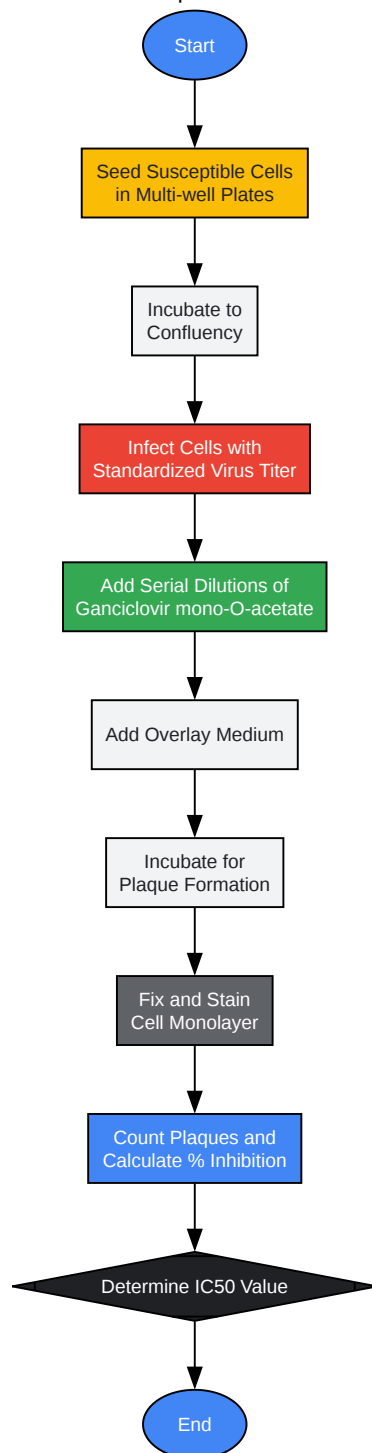 Start
Seed Susceptible Cells
in Multi-well Plates
Incubate to
Confluency
Infect Cells with
Standardized Virus Titer
Add Serial Dilutions of
Ganciclovir mono-O-acetate
Add Overlay Medium
Incubate for
Plaque Formation
Fix and Stain
Cell Monolayer
Count Plaques and
Calculate % Inhibition
Determine IC50 Value
End